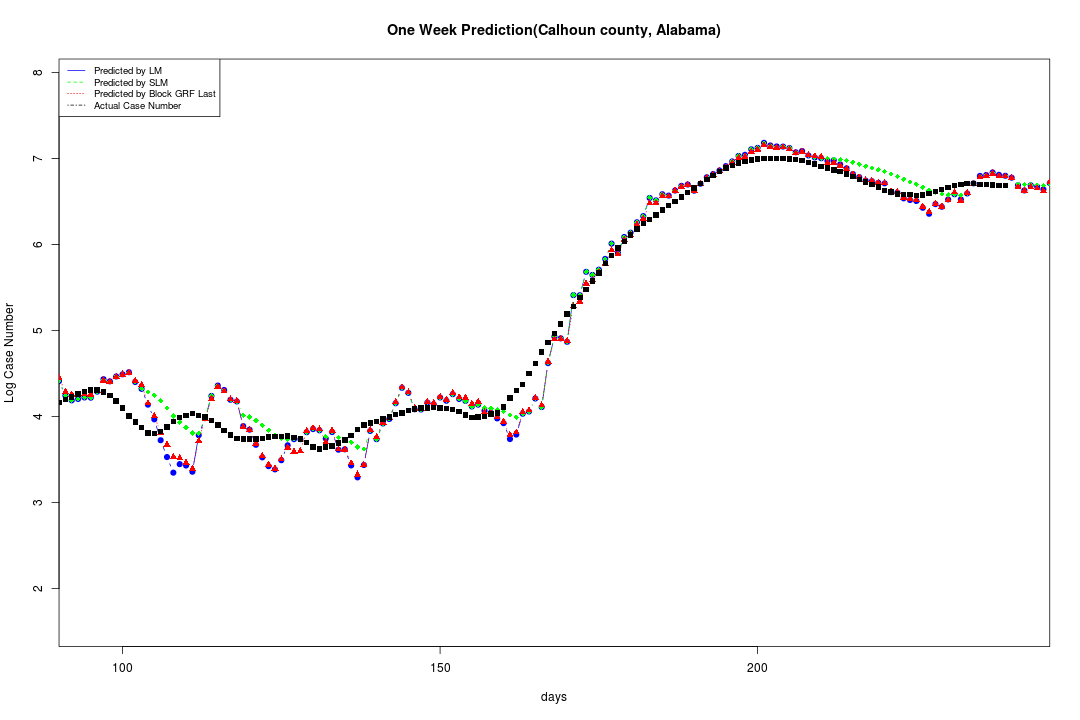 One Week Prediction(Calhoun county, Alabama)
Predicted by LM
Predicted by SLM
Predicted by Block GRF Last
Actual Case Number
8
7
6
5
4
3
2
Log Case Number
100 150 200
days